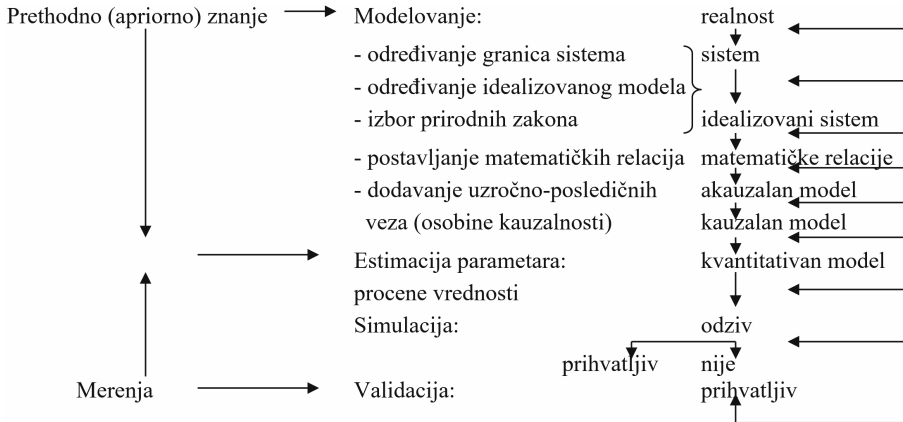 Prethodno (apriorno) znanje Modelovanje: realnost
- određivanje granica sistema sistem
- određivanje idealizovanog modela
- izbor prirodnih zakona idealizovani sistem
- postavljanje matematičkih relacija matematičke relacije
- dodavanje uzročno-posledičnih akauzalan model
veza (osobine kauzalnosti) kauzalan model
Estimacija parametara: kvantitativan model
procene vrednosti
Simulacija: odziv
prihvatljiv nije
Merenja Validacija: prihvatljiv